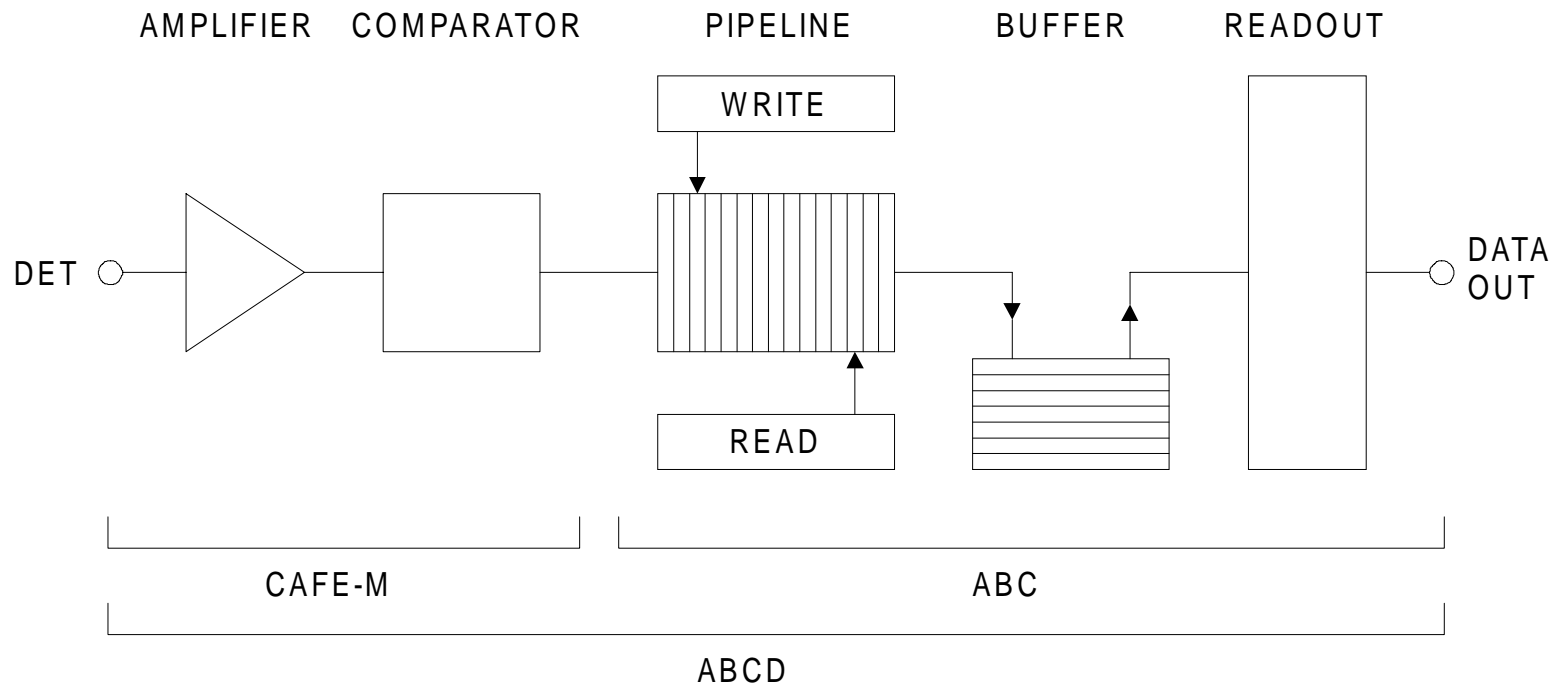 AMPLIFIER COMPARATOR PIPELINE BUFFER READOUT
WRITE
DET
DATA
OUT
READ
CAFE-M
ABC
ABCD